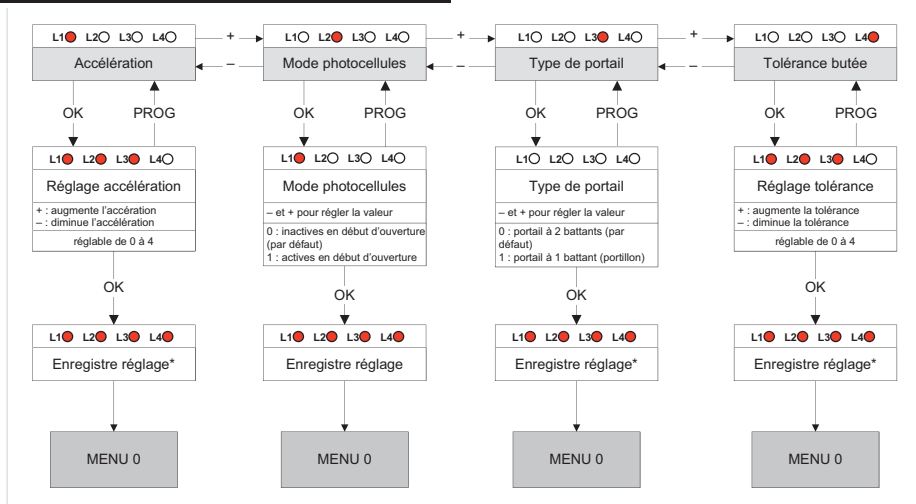 L1 L2 L3 L4 + L1 L2 L3 L4 + L1 L2 L3 L4 + L1 L2 L3 L4
Accélération – Mode photocellules – Type de portail – Tolérance butée
OK PROG OK PROG OK PROG OK PROG
L1 L2 L3 L4
Réglage accélération
+ : augmente l'accération
– : diminue l'accélération
réglable de 0 à 4
L1 L2 L3 L4
Mode photocellules
– et + pour régler la valeur
0 : inactives en début d'ouverture
(par défaut)
1 : actives en début d'ouverture
L1 L2 L3 L4
Type de portail
– et + pour régler la valeur
0 : portail à 2 battants (par
défaut)
1 : portail à 1 battant (portillon)
L1 L2 L3 L4
Réglage tolérance
+ : augmente la tolérance
– : diminue la tolérance
réglable de 0 à 4
OK OK OK OK
L1 L2 L3 L4 L1 L2 L3 L4 L1 L2 L3 L4 L1 L2 L3 L4
Enregistre réglage* Enregistre réglage Enregistre réglage* Enregistre réglage*
MENU 0 MENU 0 MENU 0 MENU 0